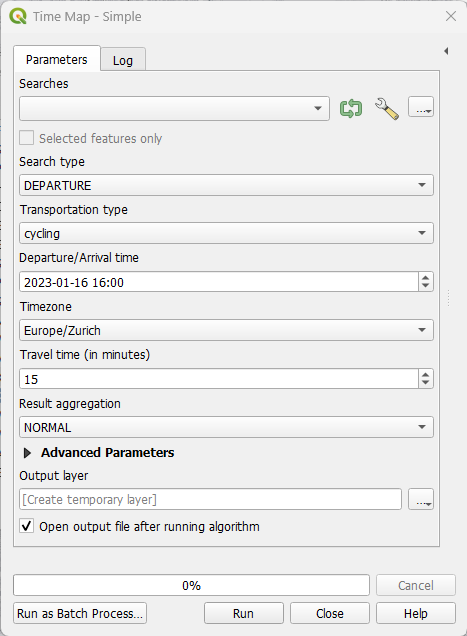 Time Map - Simple
Parameters
Log
Searches
...
Selected features only
Search type
DEPARTURE
Transportation type
cycling
Departure/Arrival time
2023-01-16 16:00
Timezone
Europe/Zurich
Travel time (in minutes)
15
Result aggregation
NORMAL
Advanced Parameters
Output layer
[Create temporary layer]
...
Open output file after running algorithm
0%
Cancel
Run as Batch Process...
Run
Close
Help